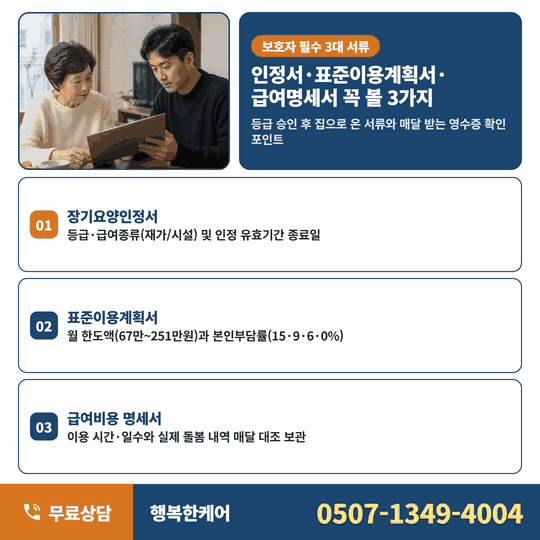 보호자 필수 3대 서류
인정서·표준이용계획서·
급여명세서 꼭 볼 3가지
등급 승인 후 집으로 온 서류와 매달 받는 영수증 확인
포인트
01
장기요양인정서
등급·급여종류(재가/시설) 및 인정 유효기간 종료일
02
표준이용계획서
월 한도액(67만~251만원)과 본인부담률(15·9·6·0%)
03
급여비용 명세서
이용 시간·일수와 실제 돌봄 내역 매달 대조 보관
무료상담
행복한케어
0507-1349-4004